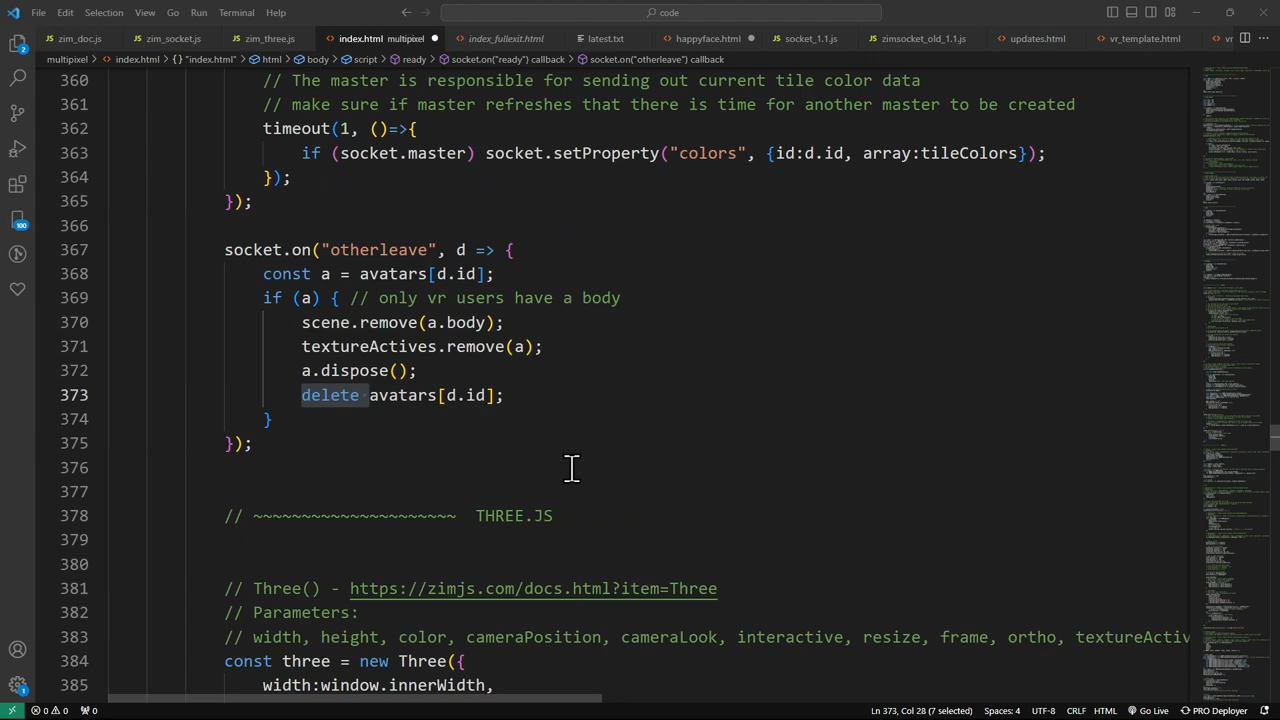 File Edit Selection View Go Run Terminal Help
code
zim_doc.js zim_socket.js zim_three.js index.html multipixel index_fullexit.html latest.txt happyface.html socket_1.1.js zimsocket_old_1.1.js updates.html vr_template.html vr
multipixel > index.html > {} "index.html" > html > body > script > ready > socket.on("ready") callback > socket.on("otherleave") callback
360 // The master is responsible for sending out current tile color data
361 // make sure if master refreshes that there is time for another master to be created
362 timeout(1, ()=>{
363 if (socket.master) socket.setProperty("colors", {id:d.id, array:tileColors});
364 });
365 });
366
367 socket.on("otherleave", d => {
368 const a = avatars[d.id];
369 if (a) { // only vr users have a body
370 scene.remove(a.body);
371 textureActives.remove(a);
372 a.dispose();
373 delete avatars[d.id];
374 }
375 });
376
377
378 // ~~~~~~~~~~~~~~~~~~~~~ THREE.JS
379
380
381 // Three() - https://zimjs.com/docs.html?item=Three
382 // Parameters:
383 // width, height, color, cameraPosition, cameraLook, interactive, resize, frame, ortho, textureActiv
384 const three = new Three({
385 width:window.innerWidth,
2
100
1
0 0 0 Ln 373, Col 28 (7 selected) Spaces: 4 UTF-8 CRLF HTML Go Live PRO Deployer